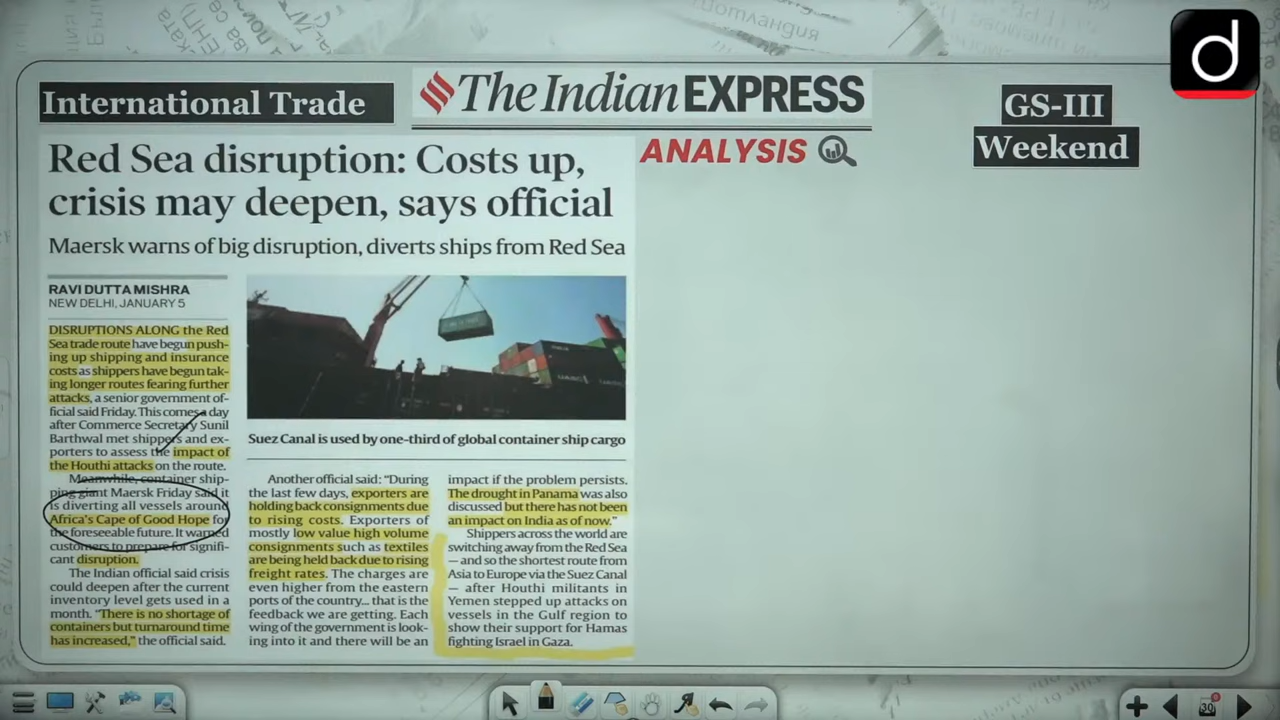 International Trade
The Indian EXPRESS
GS-III
Weekend
d
ANALYSIS
Red Sea disruption: Costs up,
crisis may deepen, says official
Maersk warns of big disruption, diverts ships from Red Sea
RAVI DUTTA MISHRA
NEW DELHI, JANUARY 5
DISRUPTIONS ALONG the Red
Sea trade route have begun push-
ing up shipping and insurance
costs as shippers have begun tak-
ing longer routes fearing further
attacks, a senior government of-
ficial said Friday. This comes a day
after Commerce Secretary Sunil
Barthwal met shippers and ex-
porters to assess the impact of
the Houthi attacks on the route.
Meanwhile, container ship-
ping giant Maersk Friday said it
is diverting all vessels around
Africa's Cape of Good Hope for
the foreseeable future. It warned
customers to prepare for signifi-
cant disruption.
The Indian official said crisis
could deepen after the current
inventory level gets used in a
month. "There is no shortage of
containers but turnaround time
has increased," the official said.
Suez Canal is used by one-third of global container ship cargo
Another official said: "During
the last few days, exporters are
holding back consignments due
to rising costs. Exporters of
mostly low value high volume
consignments such as textiles
are being held back due to rising
freight rates. The charges are
even higher from the eastern
ports of the country... that is the
feedback we are getting. Each
wing of the government is look-
ing into it and there will be an
impact if the problem persists.
The drought in Panama was also
discussed but there has not been
an impact on India as of now."
Shippers across the world are
switching away from the Red Sea
— and so the shortest route from
Asia to Europe via the Suez Canal
— after Houthi militants in
Yemen stepped up attacks on
vessels in the Gulf region to
show their support for Hamas
fighting Israel in Gaza.
30